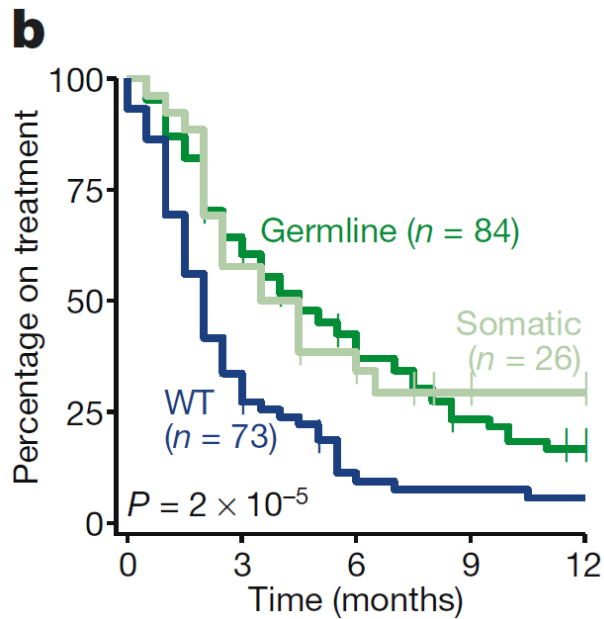 b
Percentage on treatment
100
75
50
25
0
Germline (n = 84)
Somatic
(n = 26)
WT
(n = 73)
P = 2 × 10⁻⁵
0 3 6 9 12
Time (months)